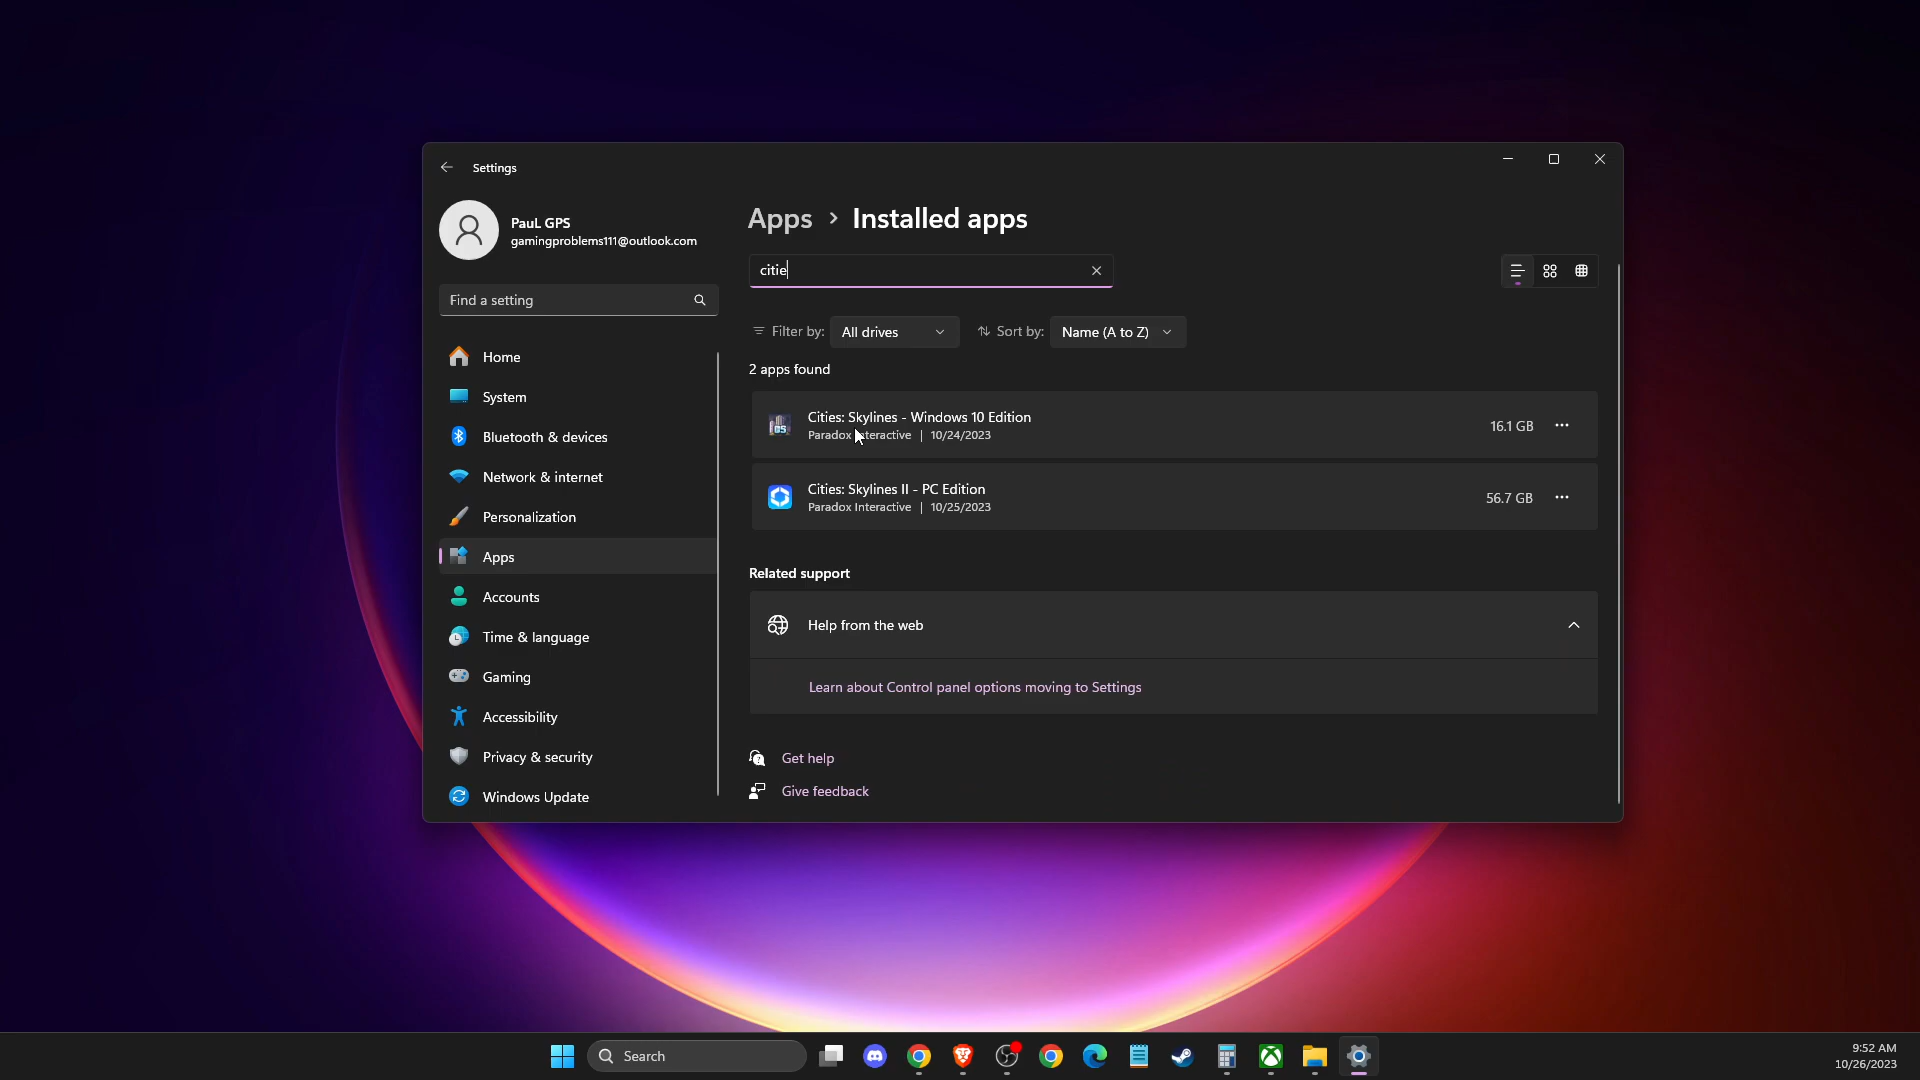 Settings
PauL GPS
gamingproblems111@outlook.com
Find a setting
Home
System
Bluetooth & devices
Network & internet
Personalization
Apps
Accounts
Time & language
Gaming
Accessibility
Privacy & security
Windows Update
Apps > Installed apps
citie
Filter by: All drives Sort by: Name (A to Z)
2 apps found
Cities: Skylines - Windows 10 Edition
Paradox Interactive | 10/24/2023
16.1 GB
Cities: Skylines II - PC Edition
Paradox Interactive | 10/25/2023
56.7 GB
Related support
Help from the web
Learn about Control panel options moving to Settings
Get help
Give feedback
Search
9:52 AM
10/26/2023